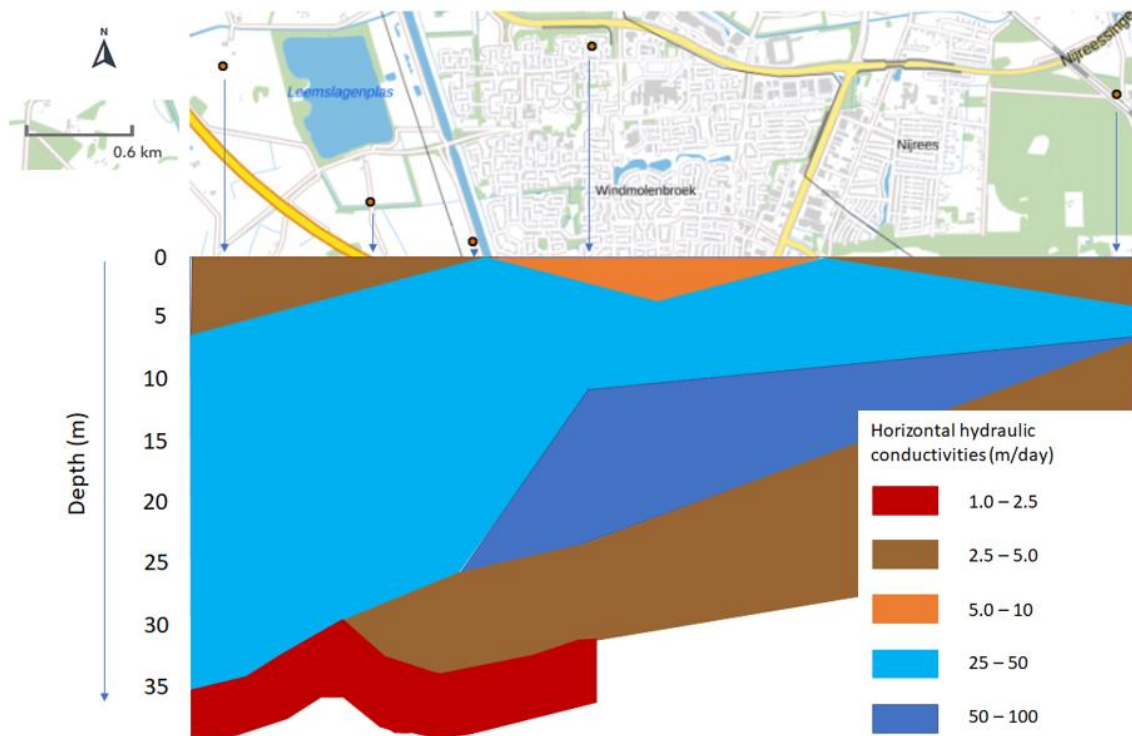 N
0.6 km
Leemslagenplas
Windmolenbroek
Nijrees
Nijreessinge
0
5
10
15
20
25
30
35
Depth (m)
Horizontal hydraulic
conductivities (m/day)
1.0 – 2.5
2.5 – 5.0
5.0 – 10
25 – 50
50 – 100